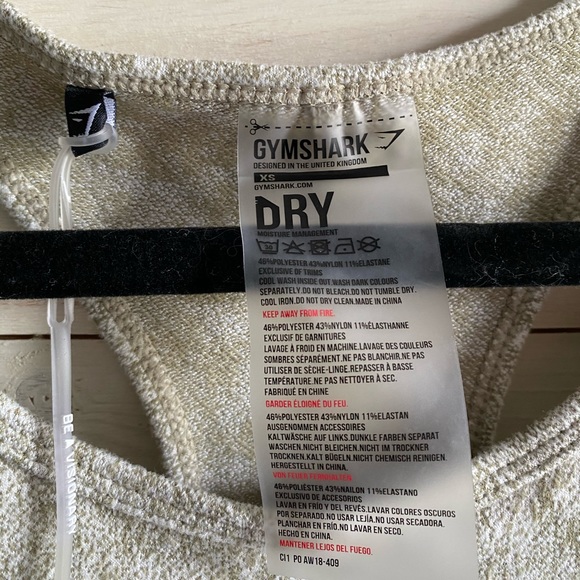 GYMSHARK
DESIGNED IN THE UNITED KINGDOM
XS
GYMSHARK.COM
DRY
MOISTURE MANAGEMENT
30
46%POLYESTER 43%NYLON 11%ELASTANE
EXCLUSIVE OF TRIMS
COOL WASH INSIDE OUT.WASH DARK COLOURS
SEPARATELY.DO NOT BLEACH.DO NOT TUMBLE DRY.
COOL IRON.DO NOT DRY CLEAN.MADE IN CHINA
KEEP AWAY FROM FIRE.
46%POLYESTER 43%NYLON 11%ÉLASTHANNE
EXCLUSIF DE GARNITURES
LAVAGE À FROID EN MACHINE.LAVAGE DES COULEURS
SOMBRES SÉPARÉMENT.NE PAS BLANCHIR.NE PAS
UTILISER DE SÈCHE-LINGE.REPASSER À BASSE
TEMPÉRATURE.NE PAS NETTOYER À SEC.
FABRIQUÉ EN CHINE
GARDER ÉLOIGNÉ DU FEU.
46%POLYESTER 43%NYLON 11%ELASTAN
AUSGENOMMEN ACCESSOIRES
KALTWÄSCHE AUF LINKS.DUNKLE FARBEN SEPARAT
WASCHEN.NICHT BLEICHEN.NICHT IM TROCKNER
TROCKNEN.KALT BÜGELN.NICHT CHEMISCH REINIGEN.
HERGESTELLT IN CHINA.
VON FEUER FERNHALTEN
46%POLIÉSTER 43%NAILON 11%ELASTANO
EXCLUSIVO DE ACCESORIOS
LAVAR EN FRÍO Y DEL REVÉS.LAVAR COLORES OSCUROS
POR SEPARADO.NO USAR LEJÍA.NO USAR SECADORA.
PLANCHAR EN FRÍO.NO LAVAR EN SECO.
HECHO EN CHINA.
MANTENER LEJOS DEL FUEGO.
C11 PO AW18-409
BE A